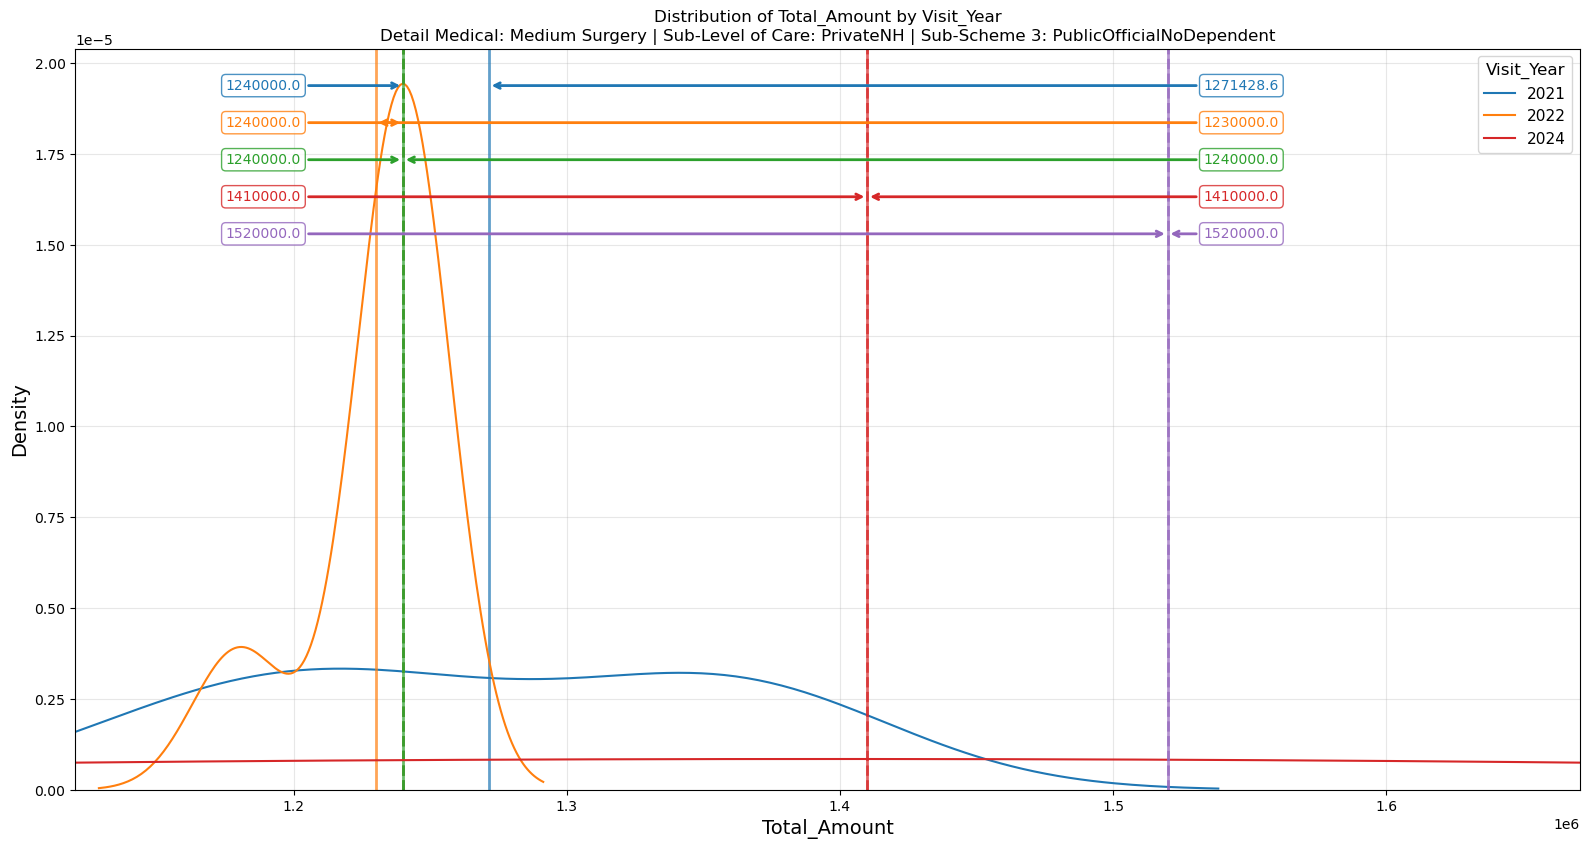 Distribution of Total_Amount by Visit_Year
Detail Medical: Medium Surgery | Sub-Level of Care: PrivateNH | Sub-Scheme 3: PublicOfficialNoDependent
1e−5
2.00
1.75
1.50
1.25
1.00
0.75
0.50
0.25
0.00
Density
1240000.0 1271428.6
1240000.0 1230000.0
1240000.0 1240000.0
1410000.0 1410000.0
1520000.0 1520000.0
Visit_Year
2021
2022
2024
1.2 1.3 1.4 1.5 1.6
1e6
Total_Amount